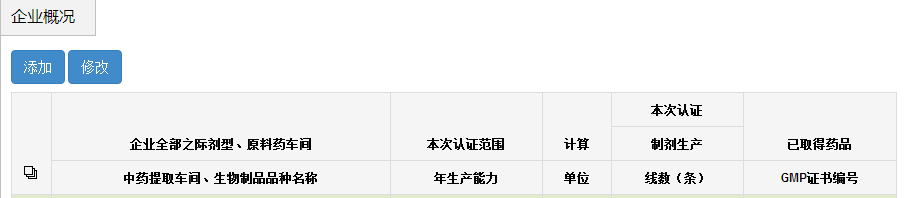 企业概况
添加 修改
本次认证
企业全部之际剂型、原料药车间 本次认证范围 计算 制剂生产 已取得药品
中药提取车间、生物制品品种名称 年生产能力 单位 线数（条） GMP证书编号